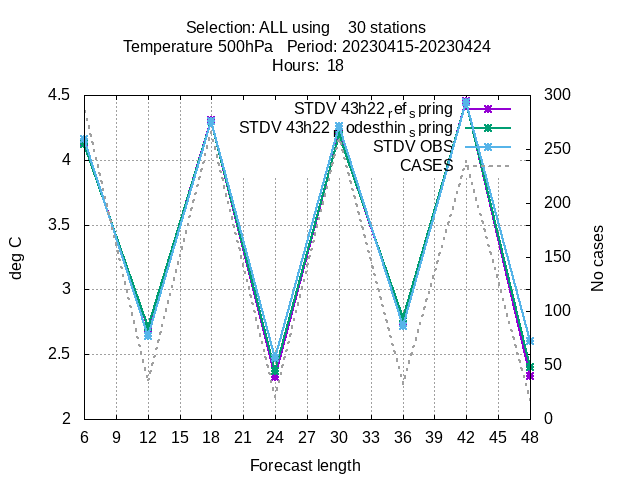 Selection: ALL using 30 stations
Temperature 500hPa Period: 20230415-20230424
Hours: 18
STDV 43h22 ref s pring
STDV 43h22 nodesthin s pring
STDV OBS
CASES
4.5
4
3.5
3
2.5
2
deg C
300
250
200
150
100
50
0
No cases
6 9 12 15 18 21 24 27 30 33 36 39 42 45 48
Forecast length